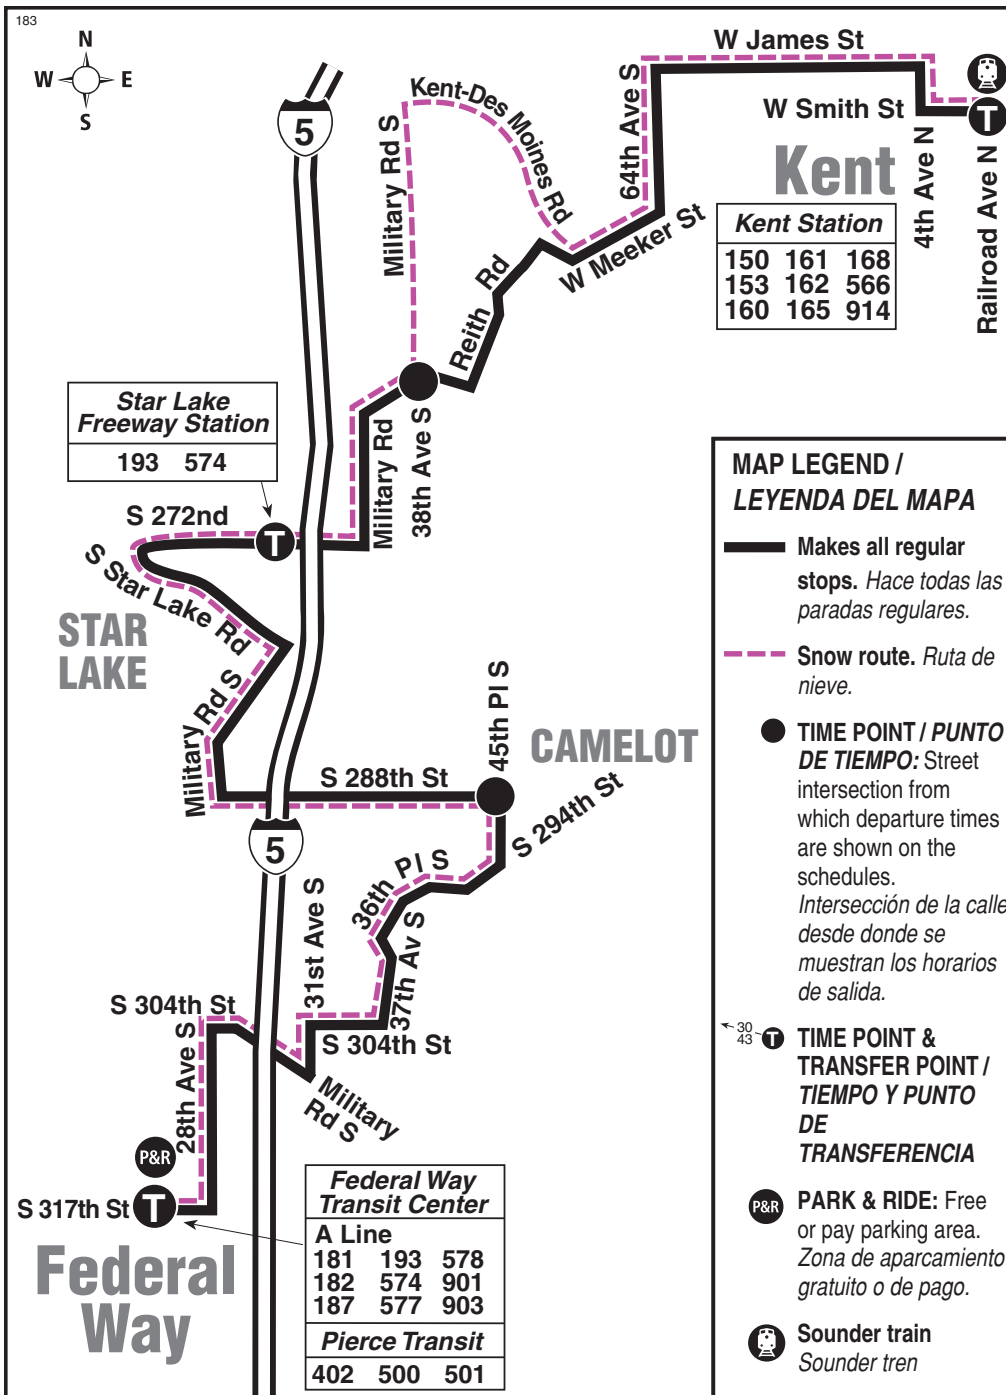 183
N
W E
S
5
W James St
W Smith St
Kent-Des Moines Rd
Military Rd S
64th Ave S
4th Ave N
Railroad Ave N
Kent
Kent Station
150 161 168
153 162 566
160 165 914
W Meeker St
Reith Rd
Star Lake
Freeway Station
193 574
Military Rd
38th Ave S
S 272nd
T
S Star Lake Rd
STAR
LAKE
Military Rd S
45th Pl S
CAMELOT
S 288th St
S 294th St
5
36th Pl S
31st Ave S
37th Av S
S 304th St
S 304th St
28th Ave S
Military
Rd S
P&R
S 317th St
T
Federal
Way
Federal Way
Transit Center
A Line
181 193 578
182 574 901
187 577 903
Pierce Transit
402 500 501
T
MAP LEGEND /
LEYENDA DEL MAPA
Makes all regular
stops. Hace todas las
paradas regulares.
Snow route. Ruta de
nieve.
TIME POINT / PUNTO
DE TIEMPO: Street
intersection from
which departure times
are shown on the
schedules.
Intersección de la calle
desde donde se
muestran los horarios
de salida.
30
43
T
TIME POINT &
TRANSFER POINT /
TIEMPO Y PUNTO
DE
TRANSFERENCIA
P&R
PARK & RIDE: Free
or pay parking area.
Zona de aparcamiento
gratuito o de pago.
Sounder train
Sounder tren